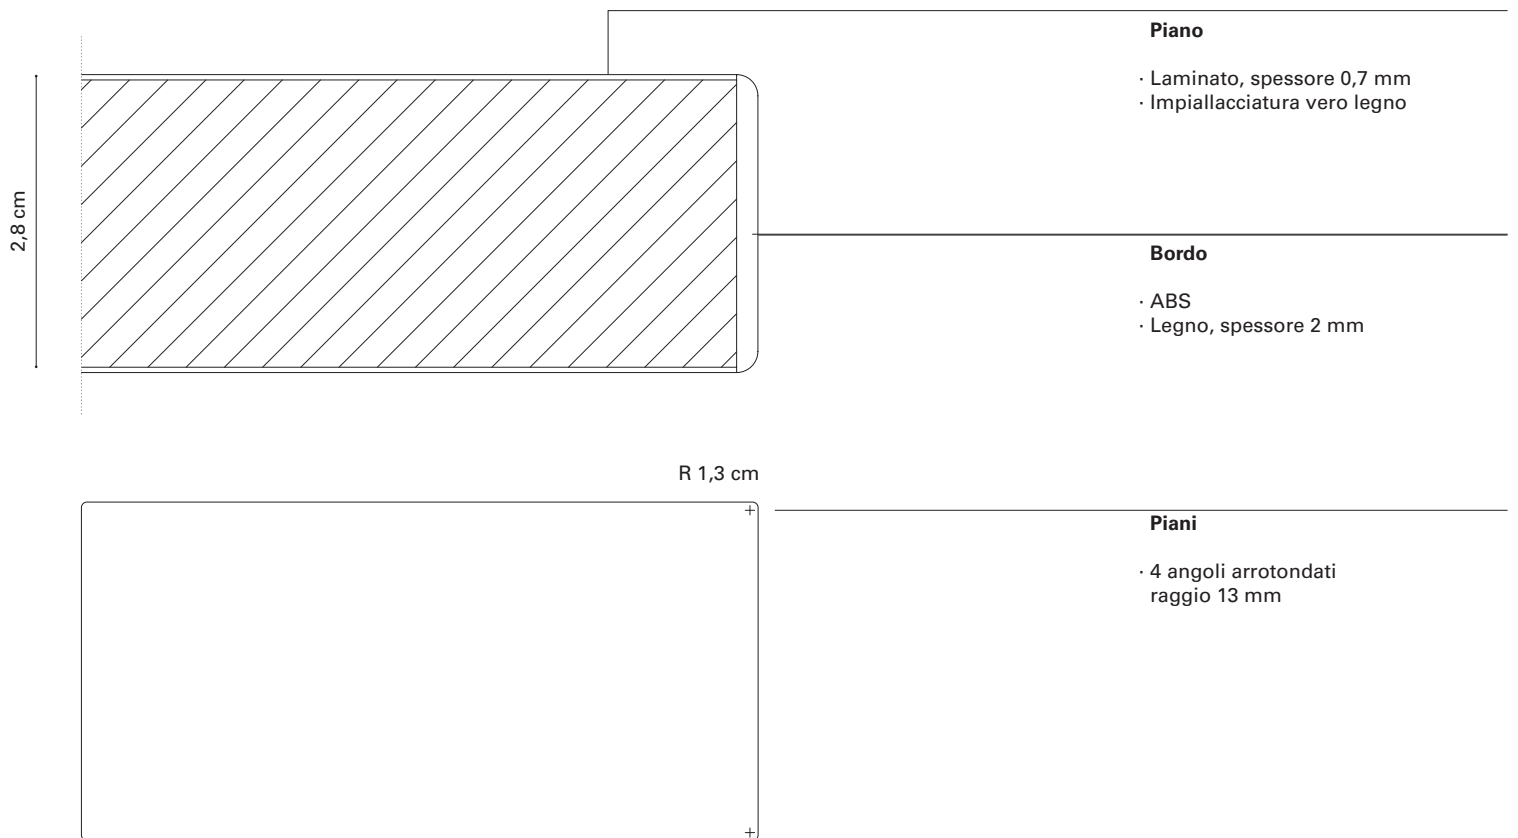 Piano
· Laminato, spessore 0,7 mm
· Impiallacciatura vero legno
2,8 cm
Bordo
· ABS
· Legno, spessore 2 mm
R 1,3 cm
Piani
· 4 angoli arrotondati
raggio 13 mm